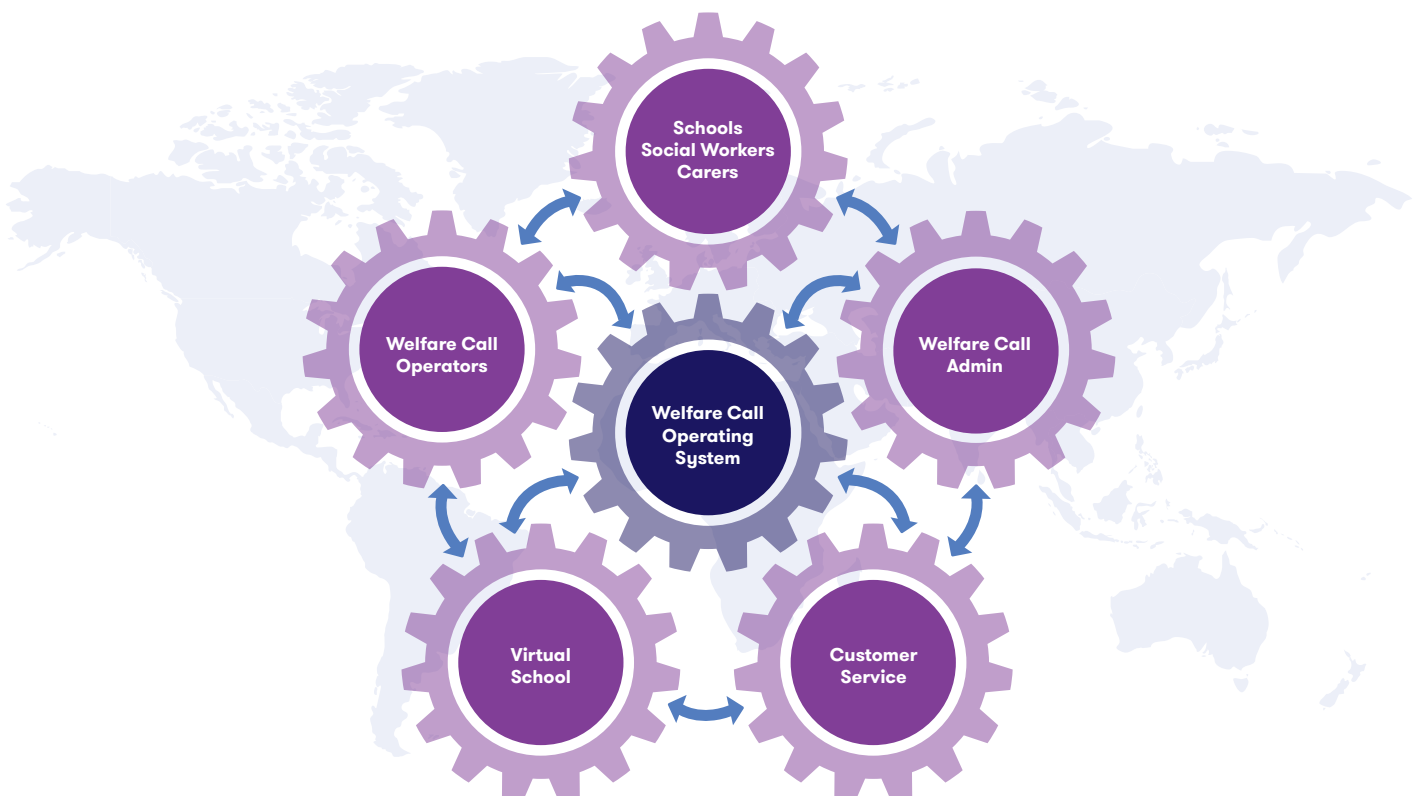 Schools
Social Workers
Carers
Welfare Call
Operators
Welfare Call
Admin
Welfare Call
Operating
System
Virtual
School
Customer
Service